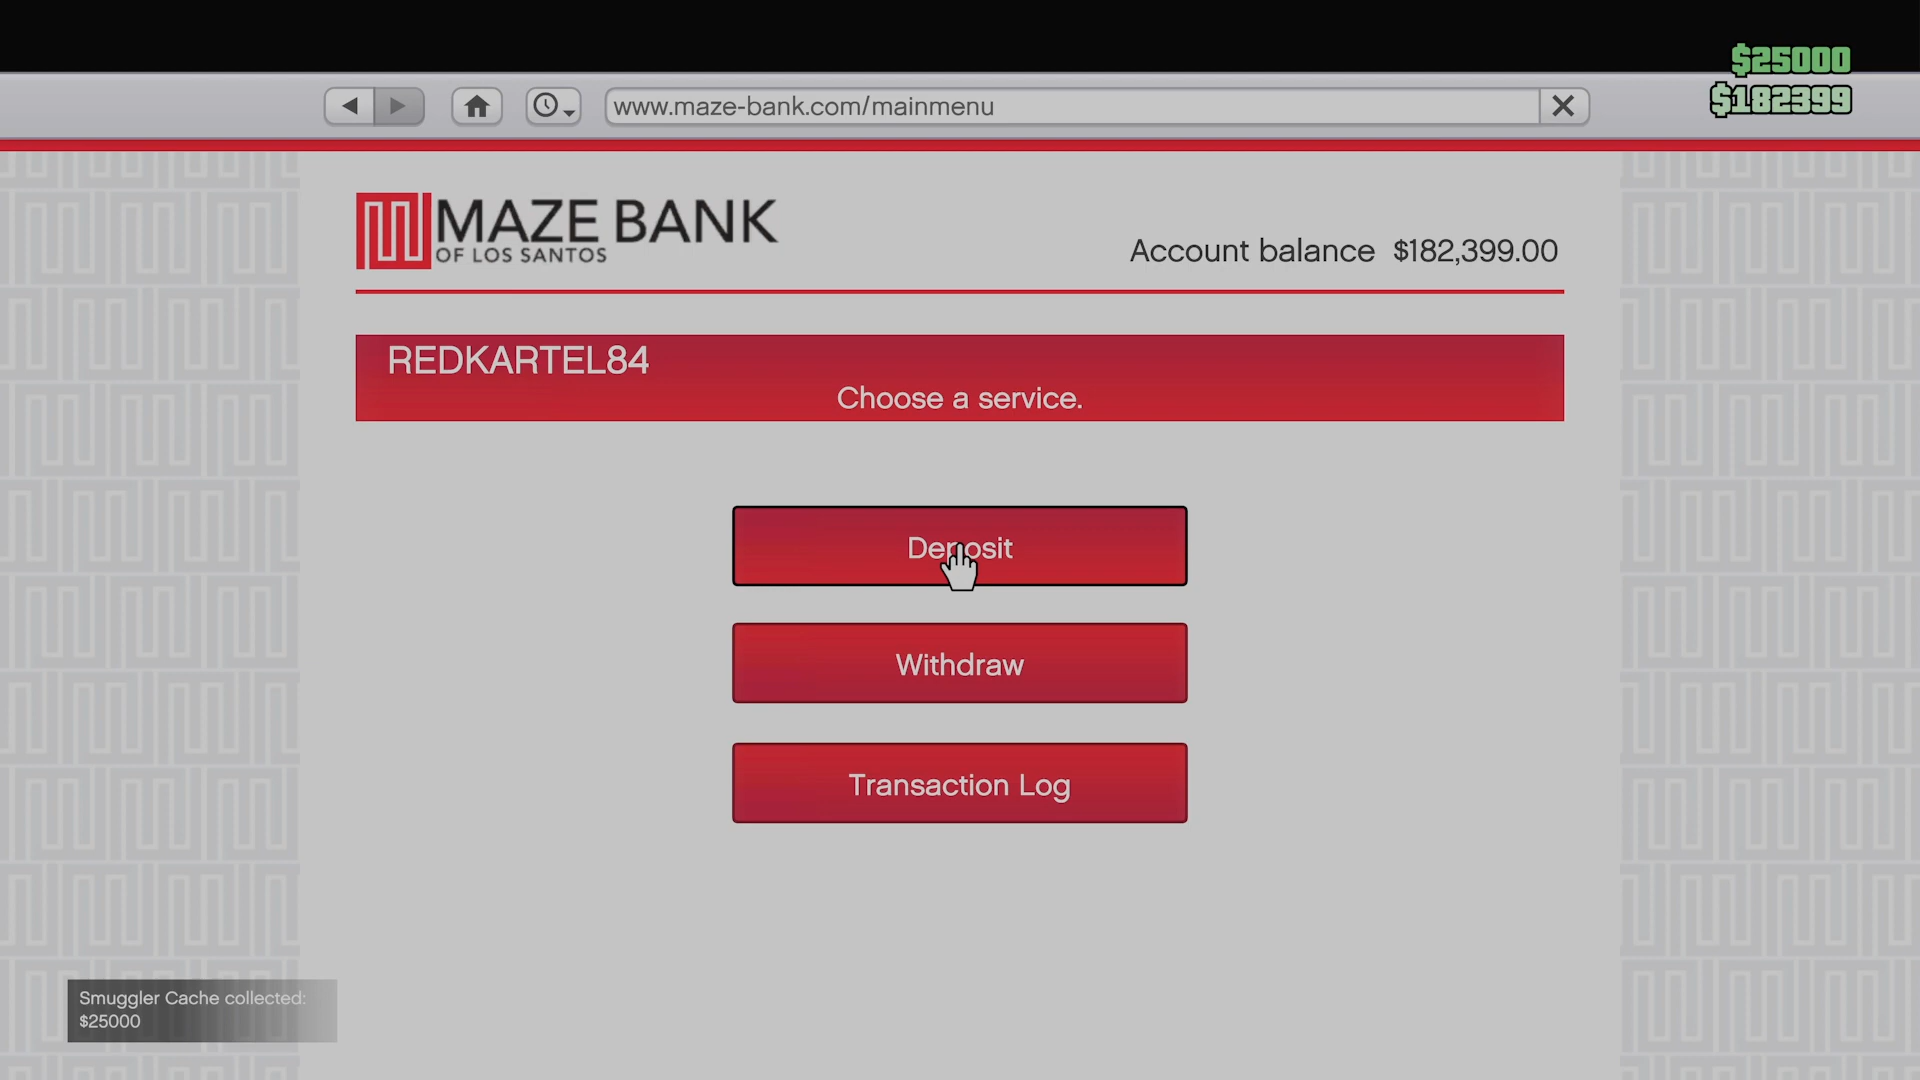 $25000
$182399
www.maze-bank.com/mainmenu
MAZE BANK
OF LOS SANTOS
Account balance $182,399.00
REDKARTEL84
Choose a service.
Deposit
Withdraw
Transaction Log
Smuggler Cache collected:
$25000